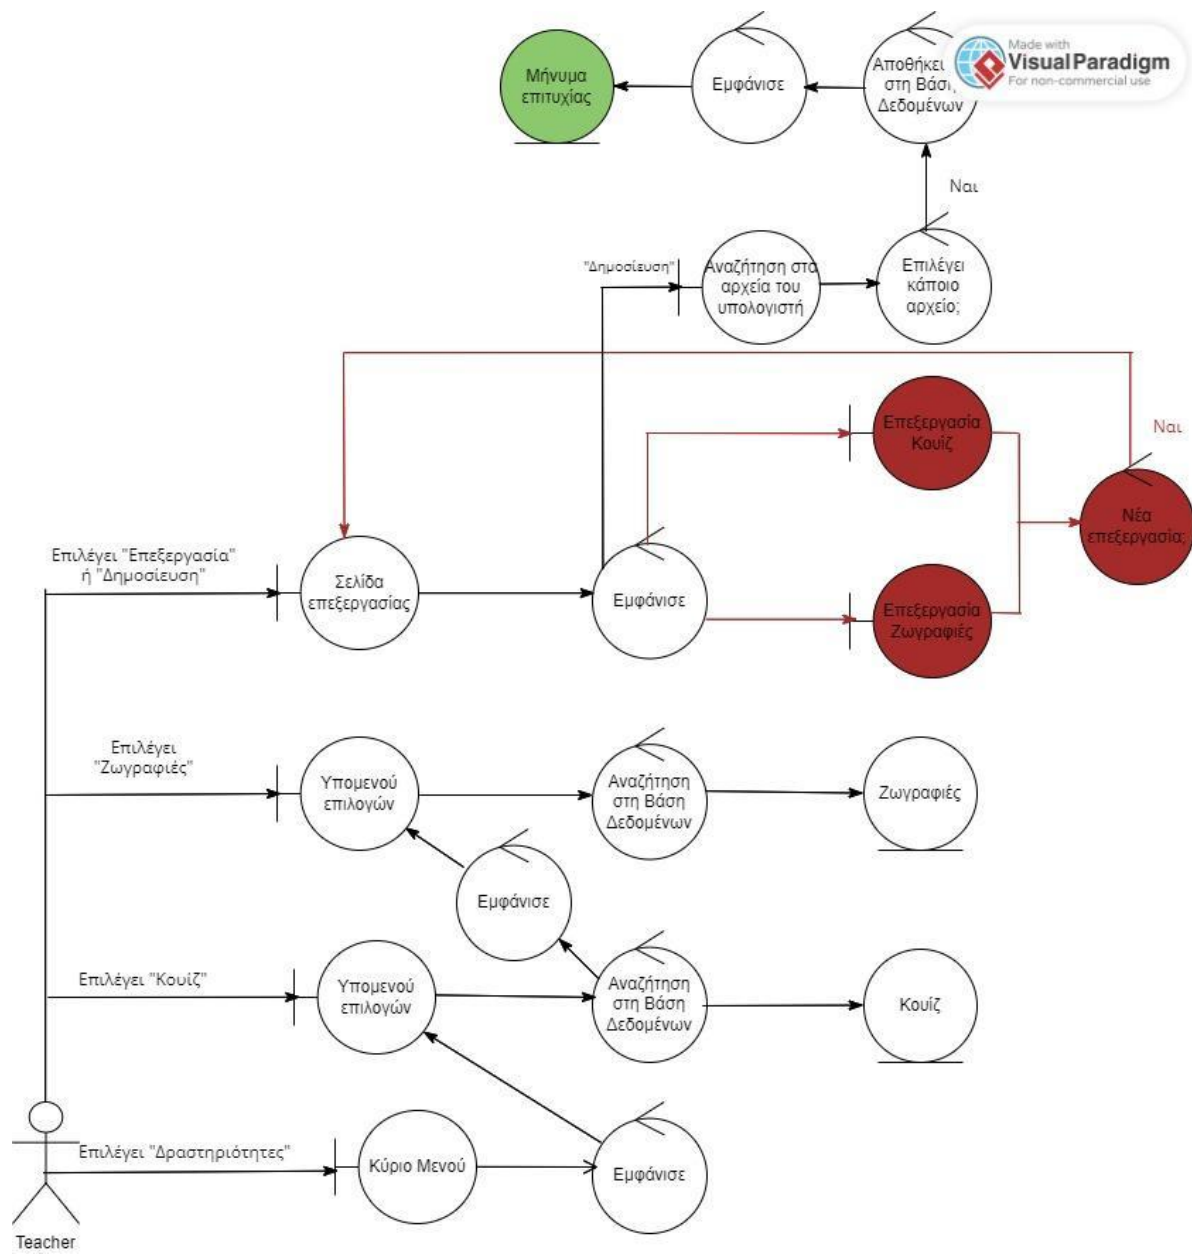 Made with
Visual Paradigm
For non-commercial use
Μήνυμα
επιτυχίας
Εμφάνισε
Αποθήκει
στη Βάση
Δεδομένων
Ναι
"Δημοσίευση"
Αναζήτηση στα
αρχεία του
υπολογιστή
Επιλέγει
κάποιο
αρχείο;
Επεξεργασία
Κουίζ
Ναι
Νέα
επεξεργασία;
Επιλέγει "Επεξεργασία"
ή "Δημοσίευση"
Σελίδα
επεξεργασίας
Εμφάνισε
Επεξεργασία
Ζωγραφιές
Επιλέγει
"Ζωγραφιές"
Υπομενού
επιλογών
Αναζήτηση
στη Βάση
Δεδομένων
Ζωγραφιές
Εμφάνισε
Επιλέγει "Κουίζ"
Υπομενού
επιλογών
Αναζήτηση
στη Βάση
Δεδομένων
Κουίζ
Επιλέγει "Δραστηριότητες"
Κύριο Μενού
Εμφάνισε
Teacher